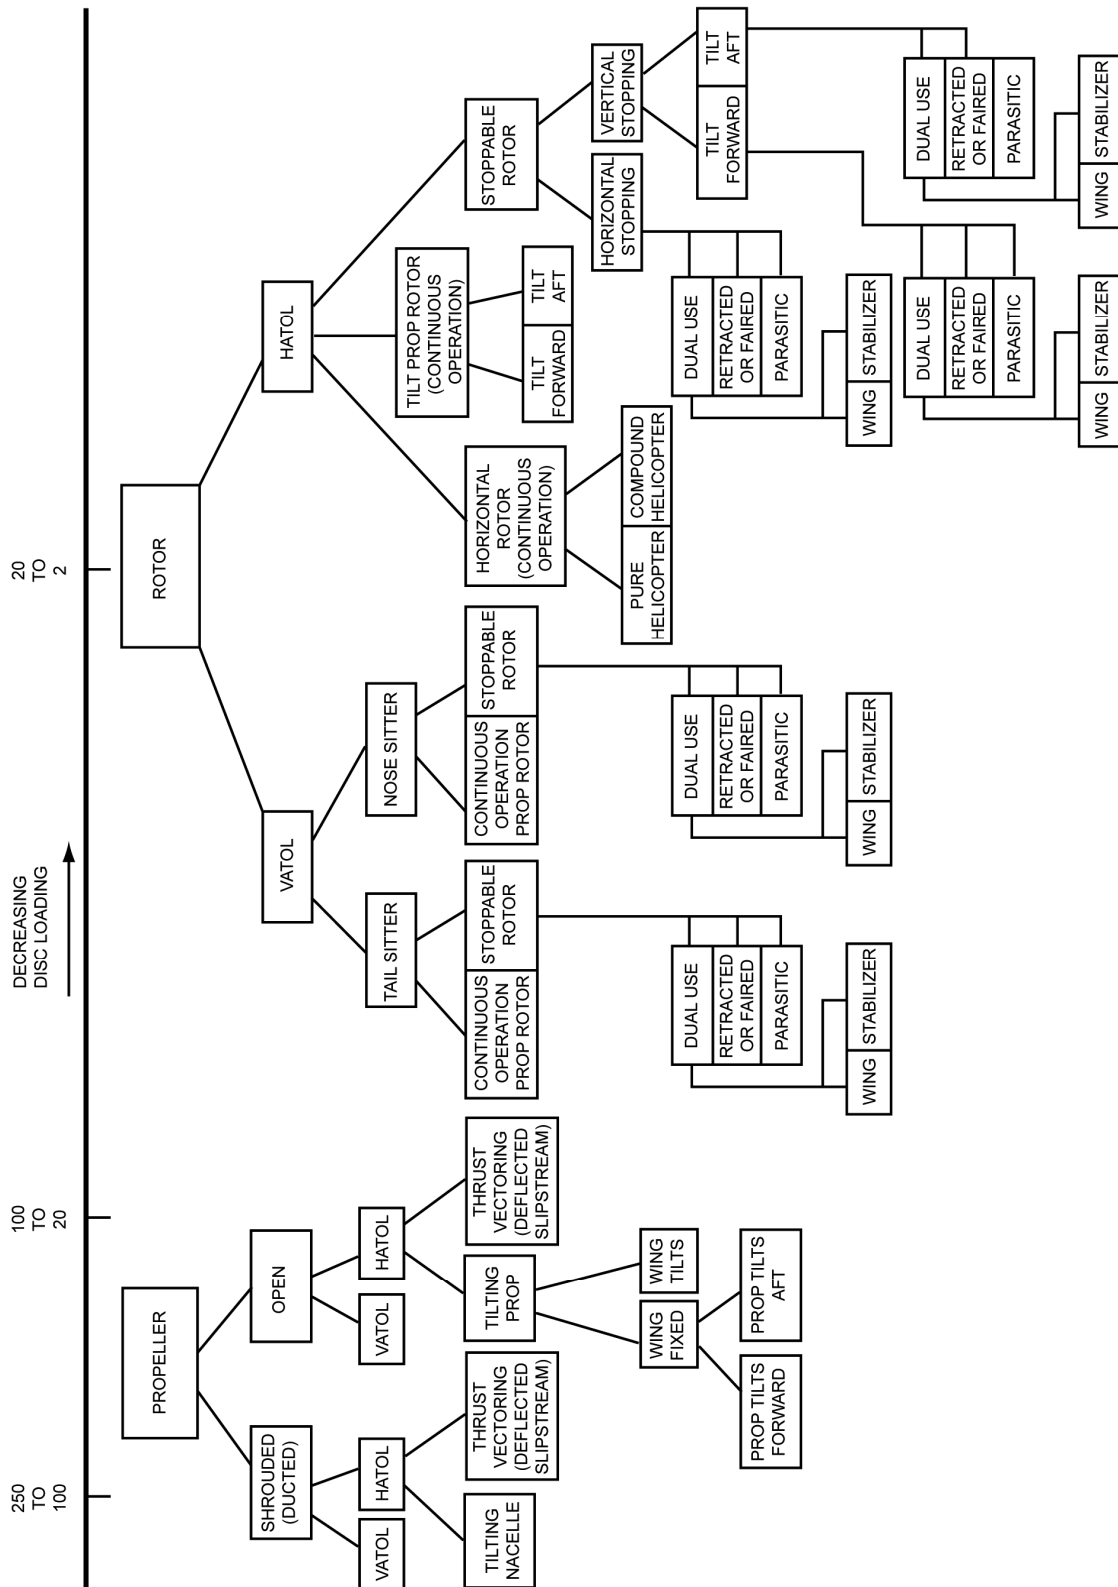 DECREASING
DISC LOADING
250
TO
100
100
TO
20
20
TO
2
PROPELLER
ROTOR
SHROUDED
(DUCTED)
OPEN
VATOL
HATOL
VATOL
HATOL
VATOL
HATOL
TAIL SITTER
NOSE SITTER
TILT PROP ROTOR
(CONTINUOUS
OPERATION)
TILTING
NACELLE
THRUST
VECTORING
(DEFLECTED
SLIPSTREAM)
TILTING
PROP
THRUST
VECTORING
(DEFLECTED
SLIPSTREAM)
CONTINUOUS
OPERATION
PROP ROTOR
STOPPABLE
ROTOR
CONTINUOUS
OPERATION
PROP ROTOR
STOPPABLE
ROTOR
HORIZONTAL
ROTOR
(CONTINUOUS
OPERATION)
TILT
FORWARD
TILT
AFT
STOPPABLE
ROTOR
WING
FIXED
WING
TILTS
PURE
HELICOPTER
COMPOUND
HELICOPTER
HORIZONTAL
STOPPING
VERTICAL
STOPPING
PROP TILTS
FORWARD
PROP TILTS
AFT
TILT
FORWARD
TILT
AFT
DUAL USE
RETRACTED
OR FAIRED
PARASITIC
DUAL USE
RETRACTED
OR FAIRED
PARASITIC
DUAL USE
RETRACTED
OR FAIRED
PARASITIC
WING
STABILIZER
WING
STABILIZER
WING
STABILIZER
DUAL USE
RETRACTED
OR FAIRED
PARASITIC
DUAL USE
RETRACTED
OR FAIRED
PARASITIC
WING
STABILIZER
WING
STABILIZER